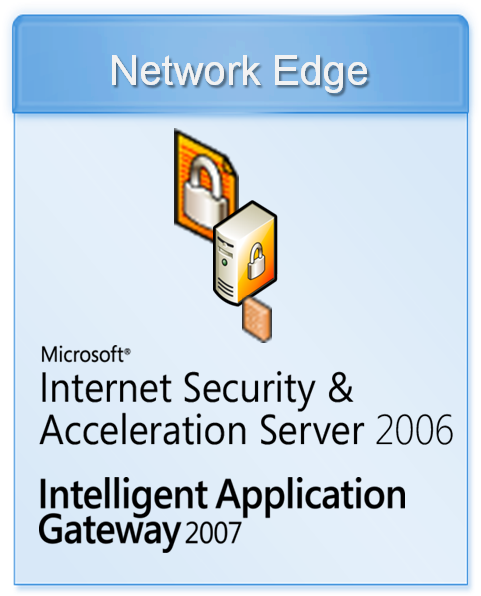 Network Edge
Microsoft®
Internet Security &
Acceleration Server 2006
Intelligent Application
Gateway 2007